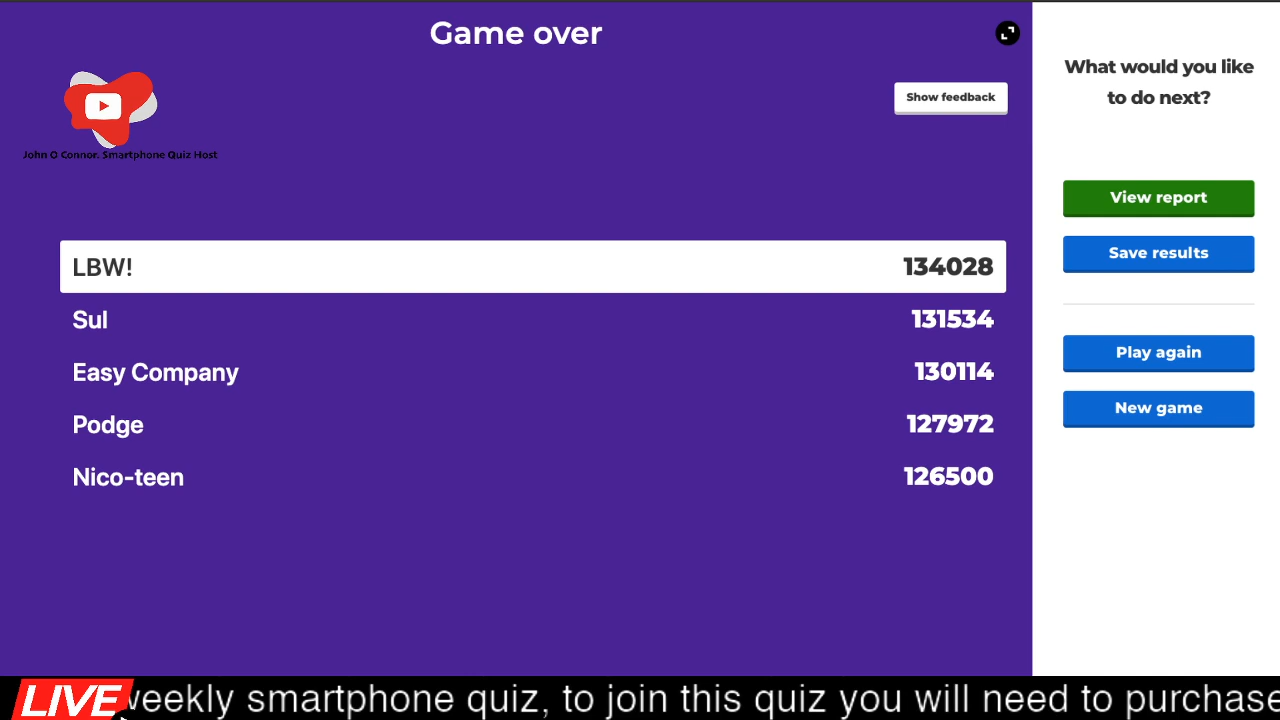 Game over
What would you like
to do next?
Show feedback
John O Connor. Smartphone Quiz Host
View report
Save results
LBW! 134028
Sul 131534
Play again
Easy Company 130114
New game
Podge 127972
Nico-teen 126500
LIVE weekly smartphone quiz, to join this quiz you will need to purchase